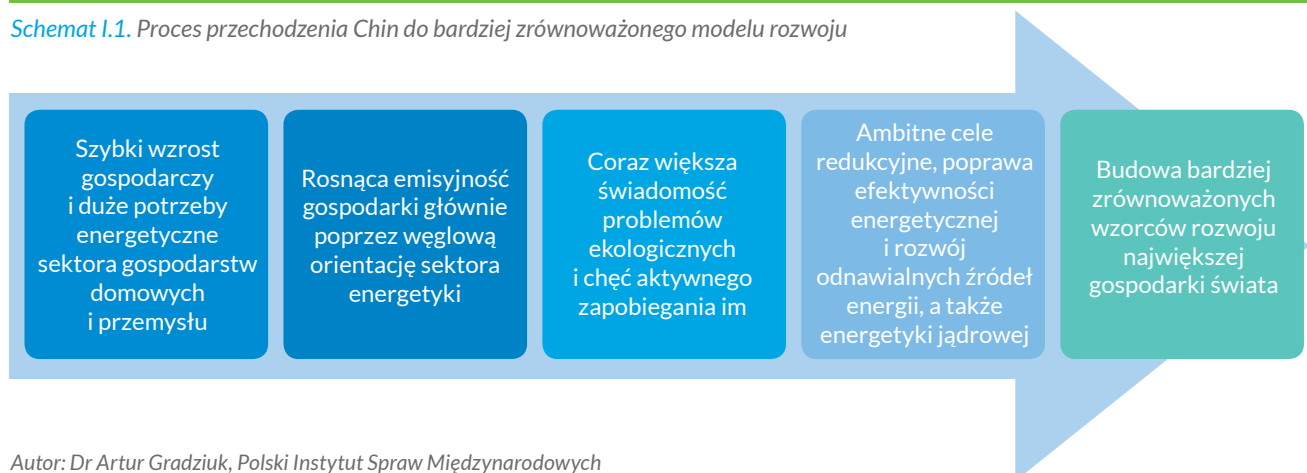 Schemat I.1. Proces przechodzenia Chin do bardziej zrównoważonego modelu rozwoju
Szybki wzrost
gospodarczy
i duże potrzeby
energetyczne
sektora gospodarstw
domowych
i przemysłu
Rosnąca emisyjność
gospodarki głównie
poprzez węglową
orientację sektora
energetyki
Coraz większa
świadomość
problemów
ekologicznych
i chęć aktywnego
zapobiegania im
Ambitne cele
redukcyjne, poprawa
efektywności
energetycznej
i rozwój
odnawialnych źródeł
energii, a także
energetyki jądrowej
Budowa bardziej
zrównoważonych
wzorców rozwoju
największej
gospodarki świata
Autor: Dr Artur Gradziuk, Polski Instytut Spraw Międzynarodowych